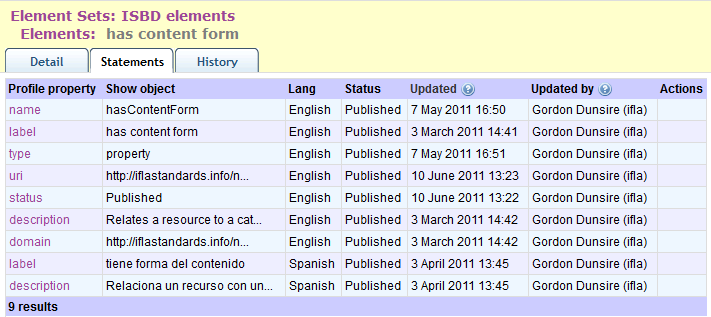 Element Sets: ISBD elements
Elements: has content form
Detail Statements History
Profile property Show object Lang Status Updated ? Updated by ? Actions
name hasContentForm English Published 7 May 2011 16:50 Gordon Dunsire (ifla)
label has content form English Published 3 March 2011 14:41 Gordon Dunsire (ifla)
type property English Published 7 May 2011 16:51 Gordon Dunsire (ifla)
uri http://iflastandards.info/n... English Published 10 June 2011 13:23 Gordon Dunsire (ifla)
status Published English Published 10 June 2011 13:22 Gordon Dunsire (ifla)
description Relates a resource to a cat... English Published 3 March 2011 14:42 Gordon Dunsire (ifla)
domain http://iflastandards.info/n... English Published 3 March 2011 14:42 Gordon Dunsire (ifla)
label tiene forma del contenido Spanish Published 3 April 2011 13:45 Gordon Dunsire (ifla)
description Relaciona un recurso con un... Spanish Published 3 April 2011 13:45 Gordon Dunsire (ifla)
9 results